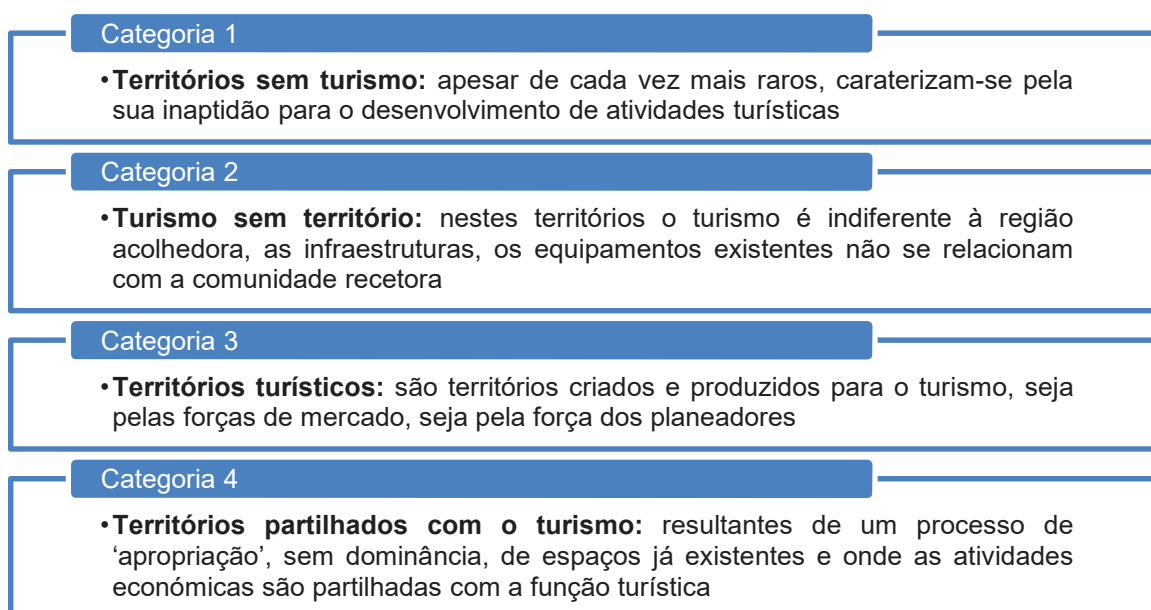 Categoria 1
•Territórios sem turismo: apesar de cada vez mais raros, caraterizam-se pela
sua inaptidão para o desenvolvimento de atividades turísticas
Categoria 2
•Turismo sem território: nestes territórios o turismo é indiferente à região
acolhedora, as infraestruturas, os equipamentos existentes não se relacionam
com a comunidade recetora
Categoria 3
•Territórios turísticos: são territórios criados e produzidos para o turismo, seja
pelas forças de mercado, seja pela força dos planeadores
Categoria 4
•Territórios partilhados com o turismo: resultantes de um processo de
‘apropriação’, sem dominância, de espaços já existentes e onde as atividades
económicas são partilhadas com a função turística